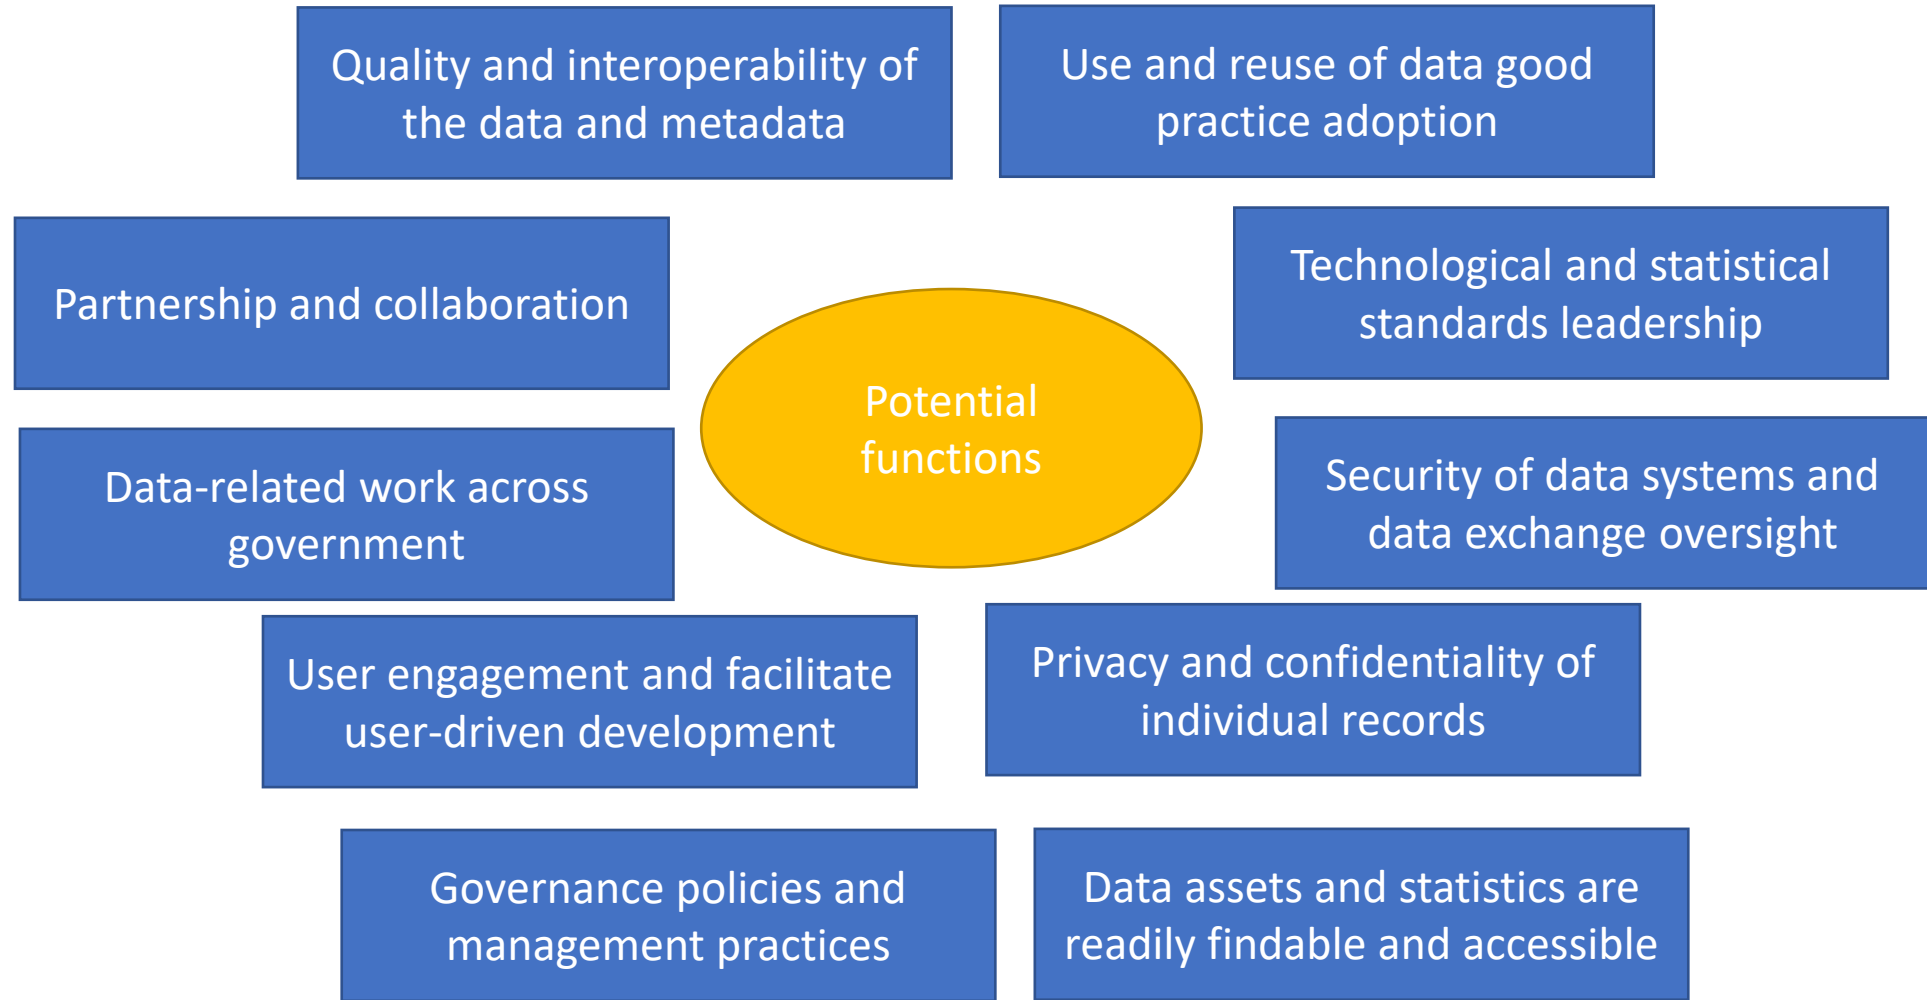 Quality and interoperability of
the data and metadata
Use and reuse of data good
practice adoption
Partnership and collaboration
Technological and statistical
standards leadership
Potential
functions
Data-related work across
government
Security of data systems and
data exchange oversight
User engagement and facilitate
user-driven development
Privacy and confidentiality of
individual records
Governance policies and
management practices
Data assets and statistics are
readily findable and accessible